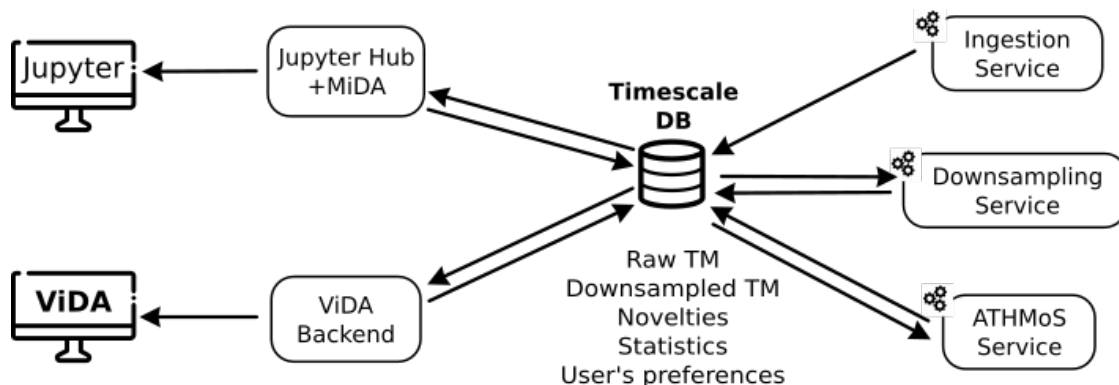 Jupyter
Jupyter Hub
+MiDA
Timescale
DB
Ingestion
Service
Downsampling
Service
ViDA
ViDA
Backend
Raw TM
Downsampled TM
Novelties
Statistics
User's preferences
ATHMoS
Service